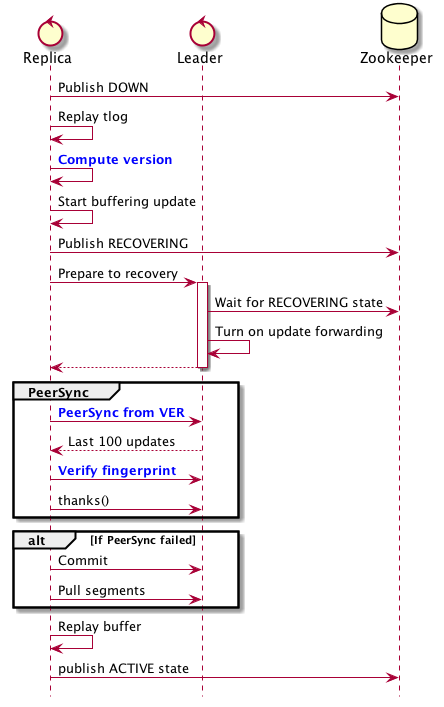 Replica
Leader
Zookeeper
Publish DOWN
Replay tlog
Compute version
Start buffering update
Publish RECOVERING
Prepare to recovery
Wait for RECOVERING state
Turn on update forwarding
PeerSync
PeerSync from VER
Last 100 updates
Verify fingerprint
thanks()
alt [If PeerSync failed]
Commit
Pull segments
Replay buffer
publish ACTIVE state